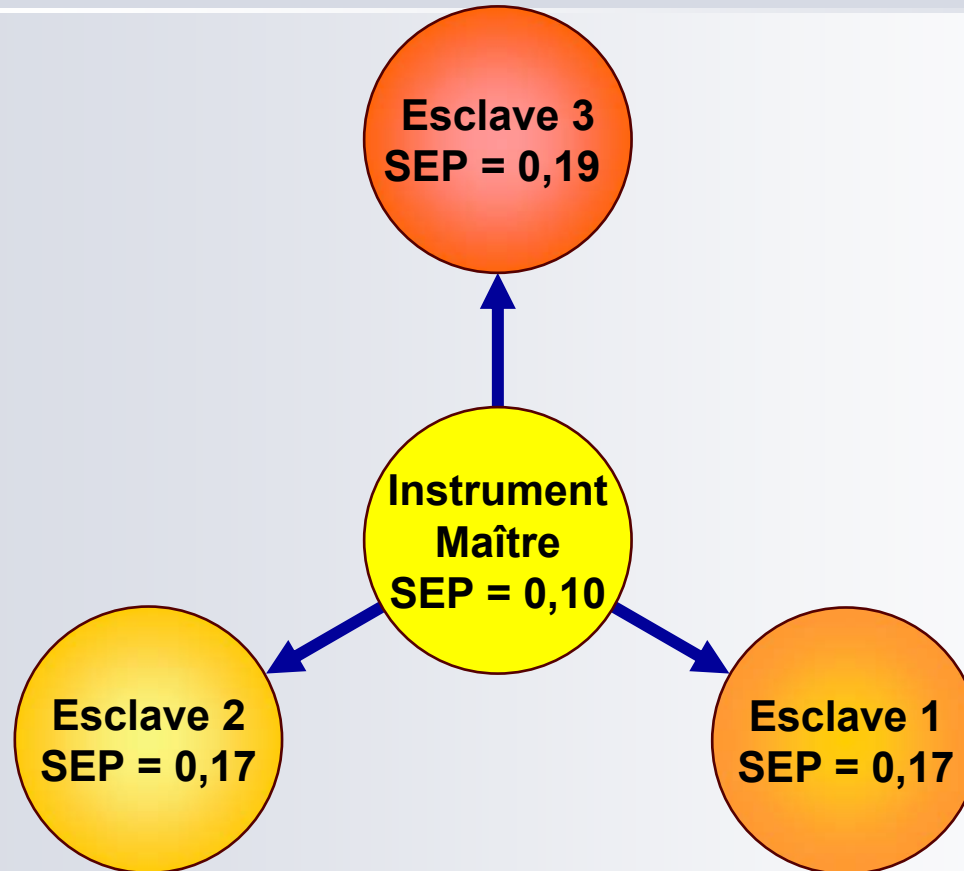 Esclave 3
SEP = 0,19
Instrument
Maître
SEP = 0,10
Esclave 2
SEP = 0,17
Esclave 1
SEP = 0,17